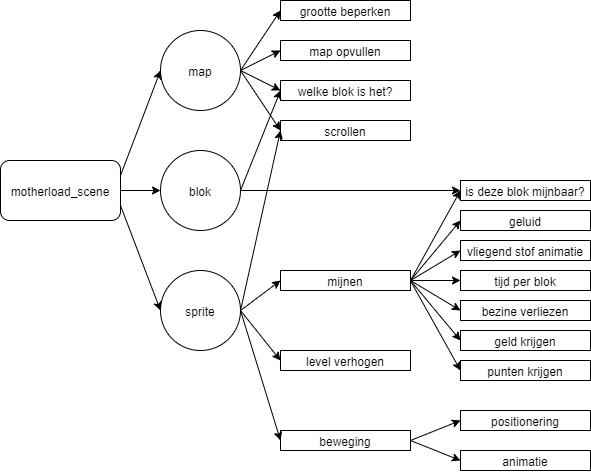 grootte beperken
map
map opvullen
welke blok is het?
scrollen
motherload_scene
blok
is deze blok mijnbaar?
geluid
vliegend stof animatie
mijnen
tijd per blok
sprite
bezine verliezen
geld krijgen
level verhogen
punten krijgen
positionering
beweging
animatie